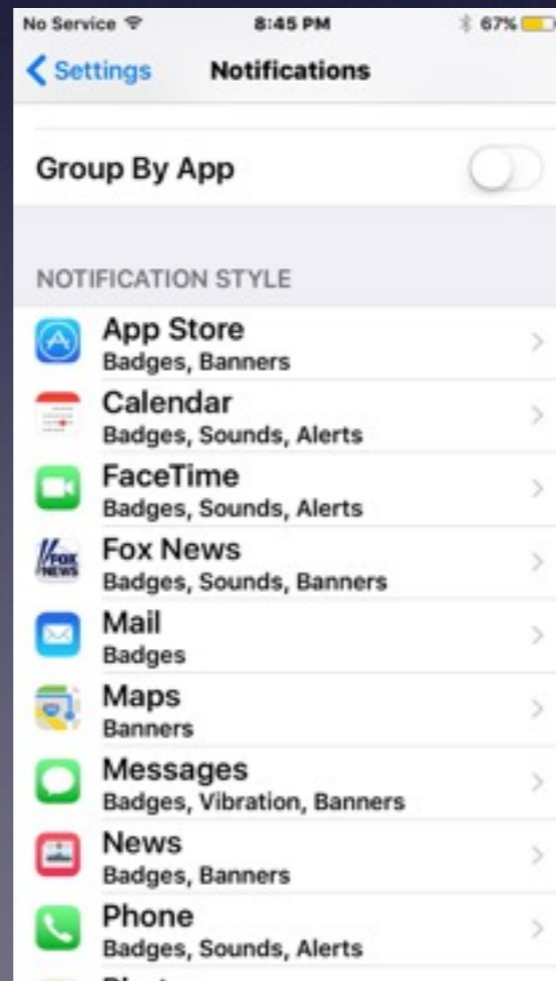 No Service 8:45 PM 67%
Settings Notifications
Group By App
NOTIFICATION STYLE
App Store
Badges, Banners
Calendar
Badges, Sounds, Alerts
FaceTime
Badges, Sounds, Alerts
FOX
NEWS
Fox News
Badges, Sounds, Banners
Mail
Badges
Maps
Banners
Messages
Badges, Vibration, Banners
News
Badges, Banners
Phone
Badges, Sounds, Alerts